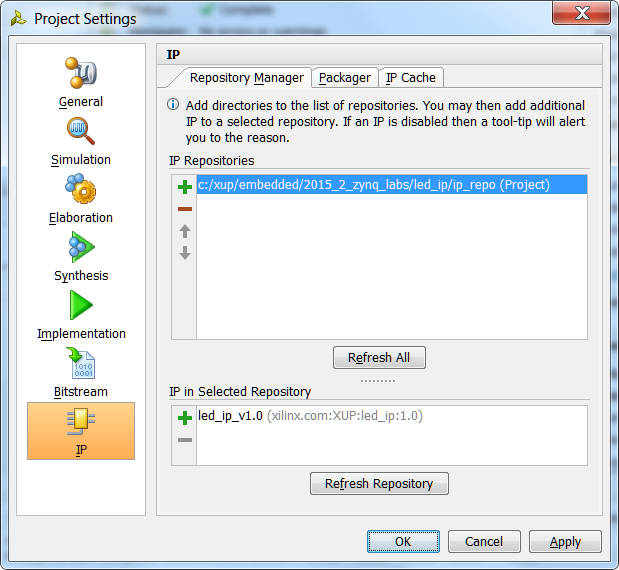 Project Settings
General
Simulation
Elaboration
Synthesis
Implementation
1010
0001
Bitstream
IP
IP
Repository Manager
Packager
IP Cache
Add directories to the list of repositories. You may then add additional
IP to a selected repository. If an IP is disabled then a tool-tip will alert
you to the reason.
IP Repositories
c:/xup/embedded/2015_2_zynq_labs/led_ip/ip_repo (Project)
Refresh All
IP in Selected Repository
led_ip_v1.0 (xilinx.com:XUP:led_ip:1.0)
Refresh Repository
OK
Cancel
Apply